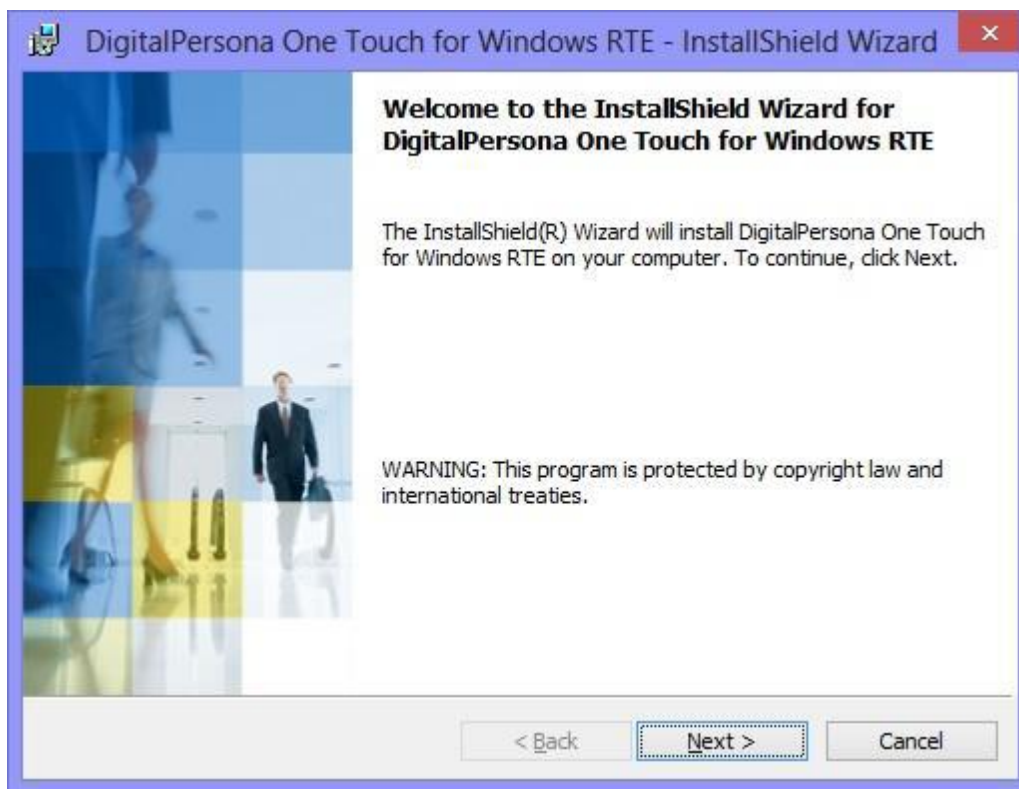 DigitalPersona One Touch for Windows RTE - InstallShield Wizard
Welcome to the InstallShield Wizard for
DigitalPersona One Touch for Windows RTE
The InstallShield(R) Wizard will install DigitalPersona One Touch
for Windows RTE on your computer. To continue, click Next.
WARNING: This program is protected by copyright law and
international treaties.
< Back Next > Cancel